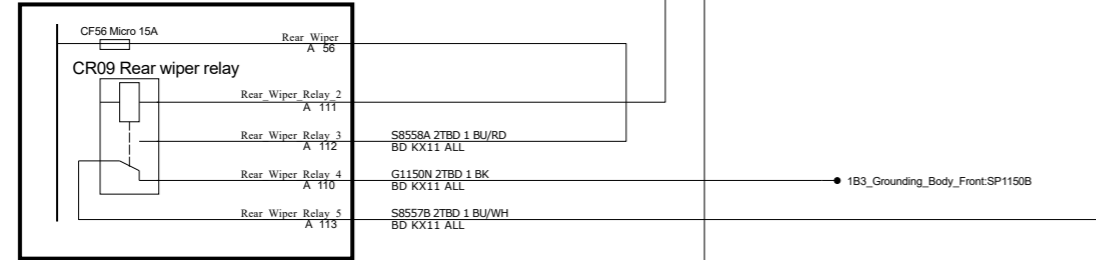 CF56 Micro 15A
Rear_Wiper
A 56
CR09 Rear wiper relay
Rear_Wiper_Relay_2
A 111
Rear_Wiper_Relay_3
A 112
S8558A 2TBD 1 BU/RD
BD KX11 ALL
Rear_Wiper_Relay_4
A 110
G1150N 2TBD 1 BK
BD KX11 ALL
1B3_Grounding_Body_Front:SP1150B
Rear_Wiper_Relay_5
A 113
S8557B 2TBD 1 BU/WH
BD KX11 ALL